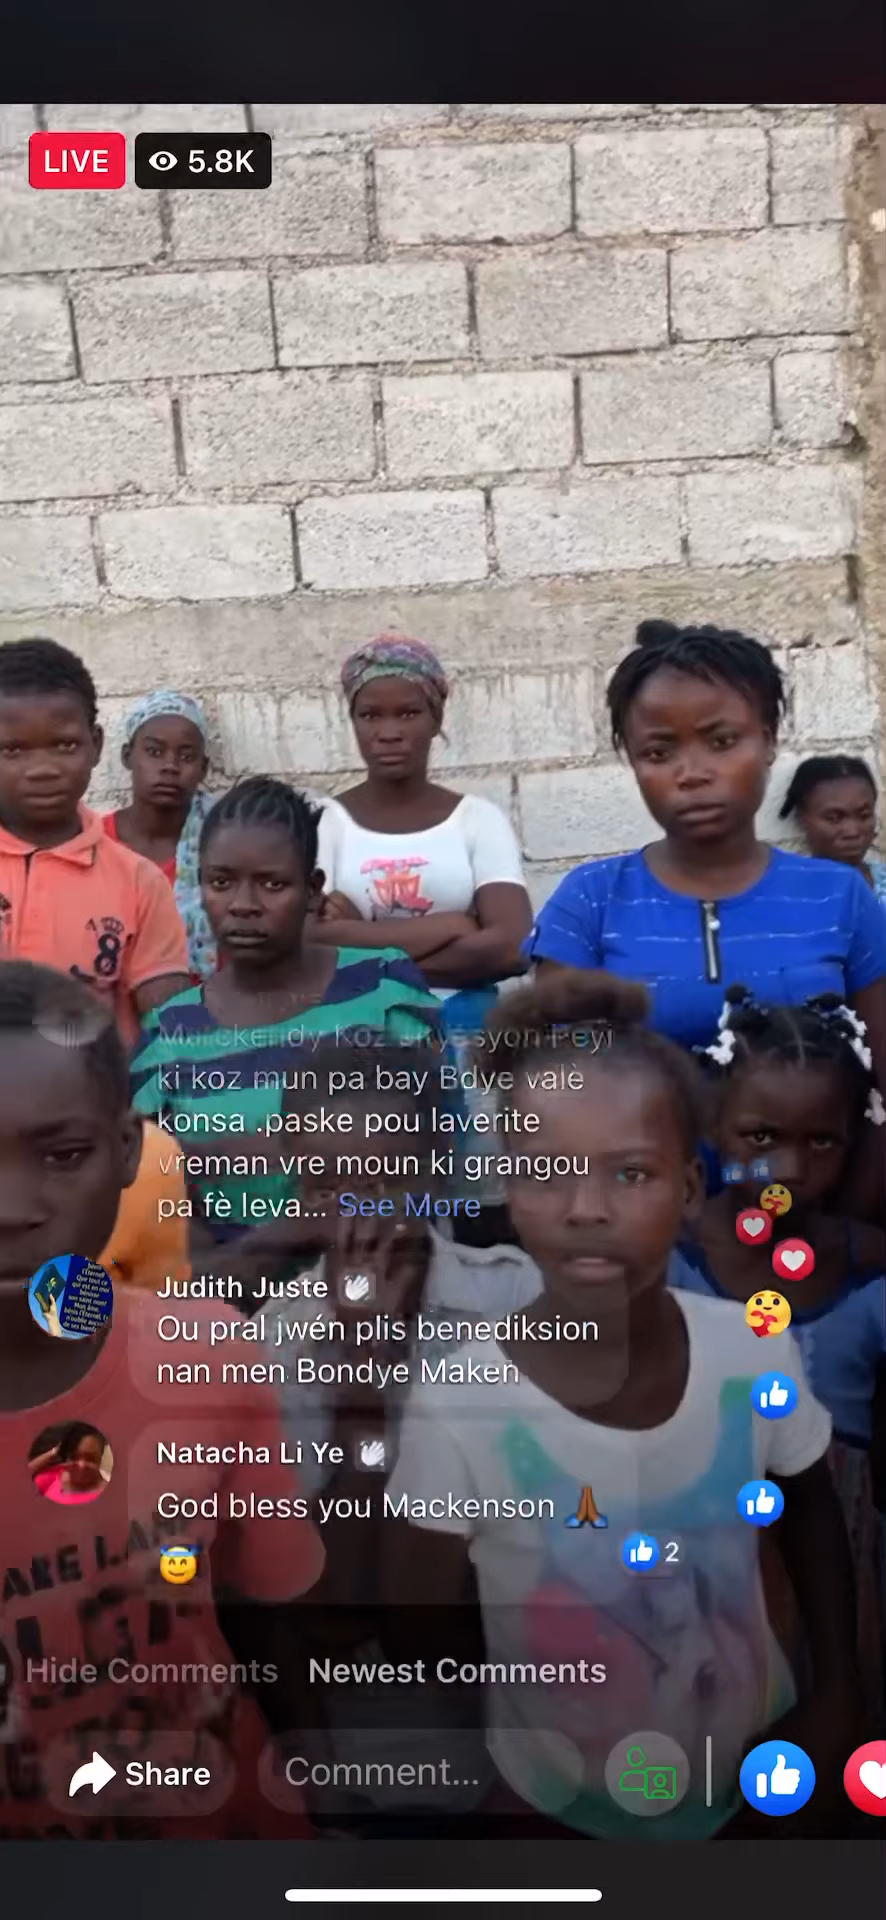 LIVE 5.8K
Marckendy Koz
ki koz mun pa bay Bdye valè
konsa .paske pou laverite
vreman vre moun ki grangou
pa fè leva... See More
Judith Juste 👋
Ou pral jwén plis benediksion
nan men Bondye Maken
Natacha Li Ye 👋
God bless you Mackenson 🙏🏾
😇
2
Hide Comments Newest Comments
Share Comment...